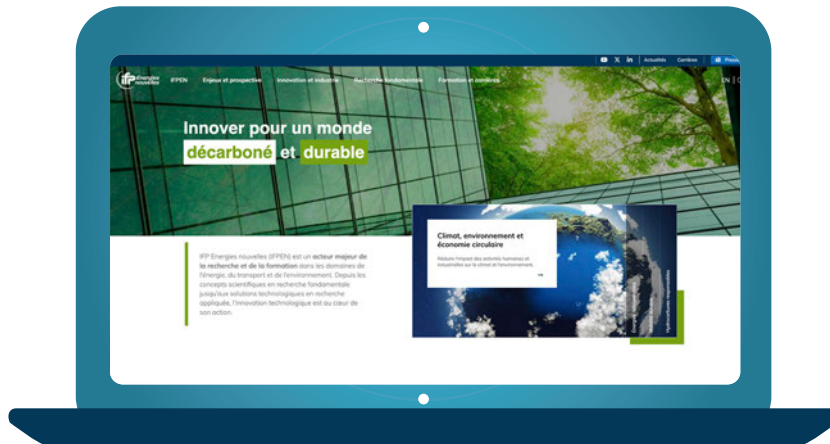 Actualités Carrières
ifp Energies nouvelles
IFPEN Enjeux et prospective Innovation et industrie Recherche fondamentale Formation et carrières EN
Innover pour un monde
décarboné et durable
Climat, environnement et
économie circulaire
Réduire l'impact des activités humaines et
industrielles sur le climat et l'environnement.
IFP Energies nouvelles (IFPEN) est un acteur majeur de
la recherche et de la formation dans les domaines de
l'énergie, du transport et de l'environnement. Depuis les
concepts scientifiques en recherche fondamentale
jusqu'aux solutions technologiques en recherche
appliquée, l'innovation technologique est au cœur de
son action.
Hydrocarbures responsables